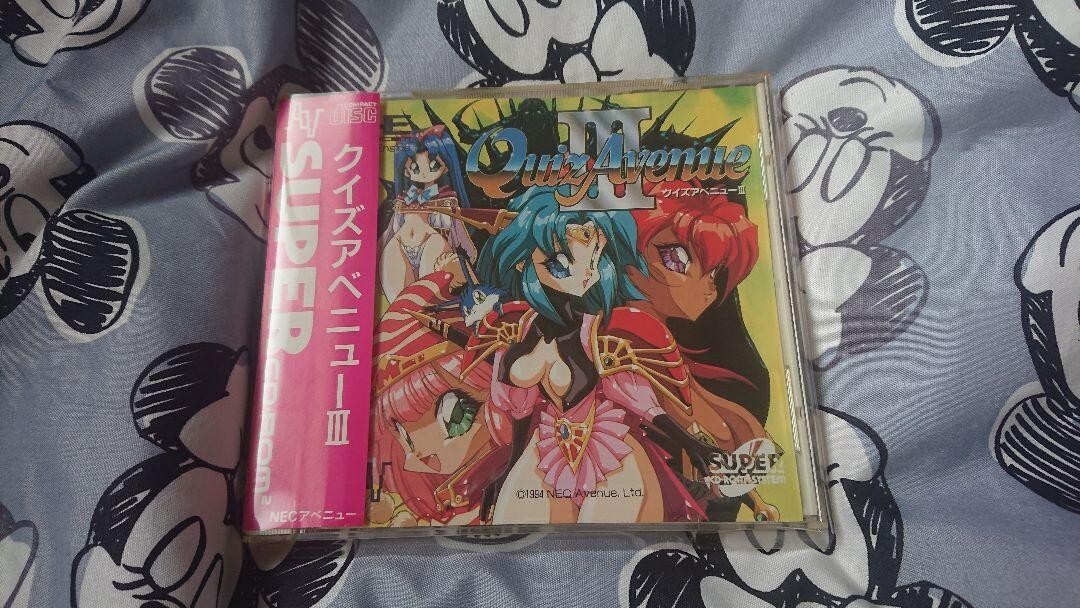 COMPACT
DISC
クイズアベニューIII
SUPER CD-ROM2
NECアベニュー
Quiz Avenue
III
クイズアベニューIII
SUPER
CD-ROM SYSTEM
©1994 NEC Avenue, Ltd.